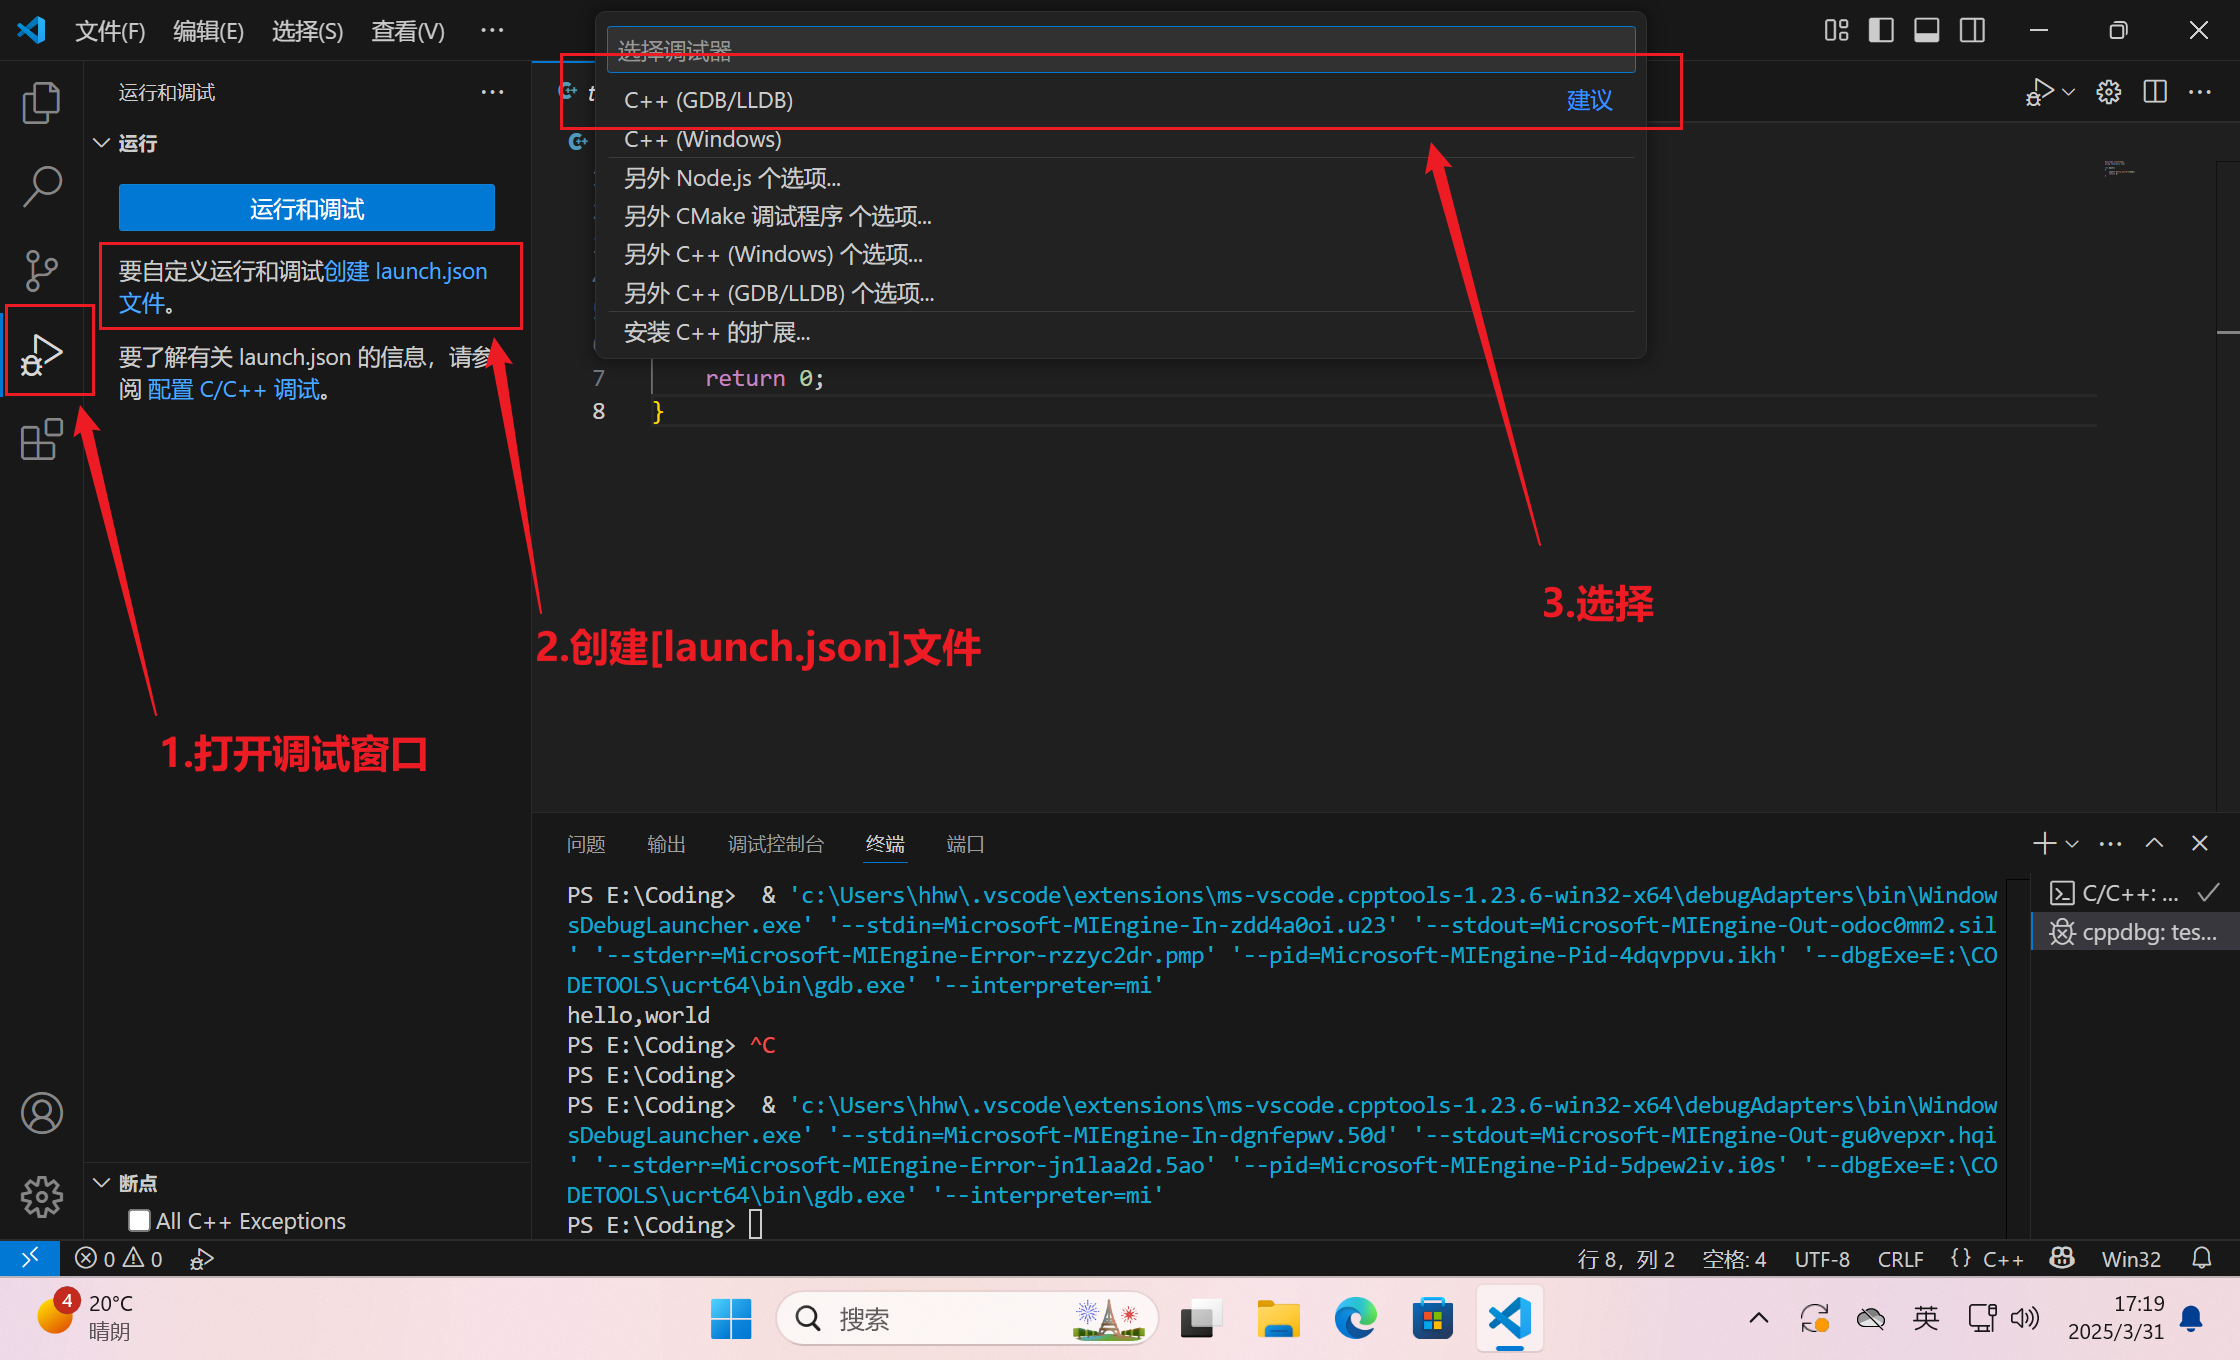 文件(F) 编辑(E) 选择(S) 查看(V) ···
选择调试器
C++ (GDB/LLDB) 建议
C++ (Windows)
另外 Node.js 个选项...
另外 CMake 调试程序 个选项...
另外 C++ (Windows) 个选项...
另外 C++ (GDB/LLDB) 个选项...
安装 C++ 的扩展...
运行和调试 ···
运行
运行和调试
要自定义运行和调试创建 launch.json
文件。
要了解有关 launch.json 的信息，请参
阅 配置 C/C++ 调试。
7 return 0;
8 }
1.打开调试窗口
2.创建[launch.json]文件
3.选择
问题 输出 调试控制台 终端 端口
PS E:\Coding>  & 'c:\Users\hhw\.vscode\extensions\ms-vscode.cpptools-1.23.6-win32-x64\debugAdapters\bin\Window
sDebugLauncher.exe' '--stdin=Microsoft-MIEngine-In-zdd4a0oi.u23' '--stdout=Microsoft-MIEngine-Out-odoc0mm2.sil
' '--stderr=Microsoft-MIEngine-Error-rzzyc2dr.pmp' '--pid=Microsoft-MIEngine-Pid-4dqvppvu.ikh' '--dbgExe=E:\CO
DETOOLS\ucrt64\bin\gdb.exe' '--interpreter=mi'
hello,world
PS E:\Coding> ^C
PS E:\Coding>
PS E:\Coding>  & 'c:\Users\hhw\.vscode\extensions\ms-vscode.cpptools-1.23.6-win32-x64\debugAdapters\bin\Window
sDebugLauncher.exe' '--stdin=Microsoft-MIEngine-In-dgnfepwv.50d' '--stdout=Microsoft-MIEngine-Out-gu0vepxr.hqi
' '--stderr=Microsoft-MIEngine-Error-jn1laa2d.5ao' '--pid=Microsoft-MIEngine-Pid-5dpew2iv.i0s' '--dbgExe=E:\CO
DETOOLS\ucrt64\bin\gdb.exe' '--interpreter=mi'
PS E:\Coding>
C/C++: ...
cppdbg: tes...
断点
All C++ Exceptions
0 0
行 8，列 2 空格: 4 UTF-8 CRLF {} C++ Win32
4
20°C
晴朗
搜索
英
17:19
2025/3/31